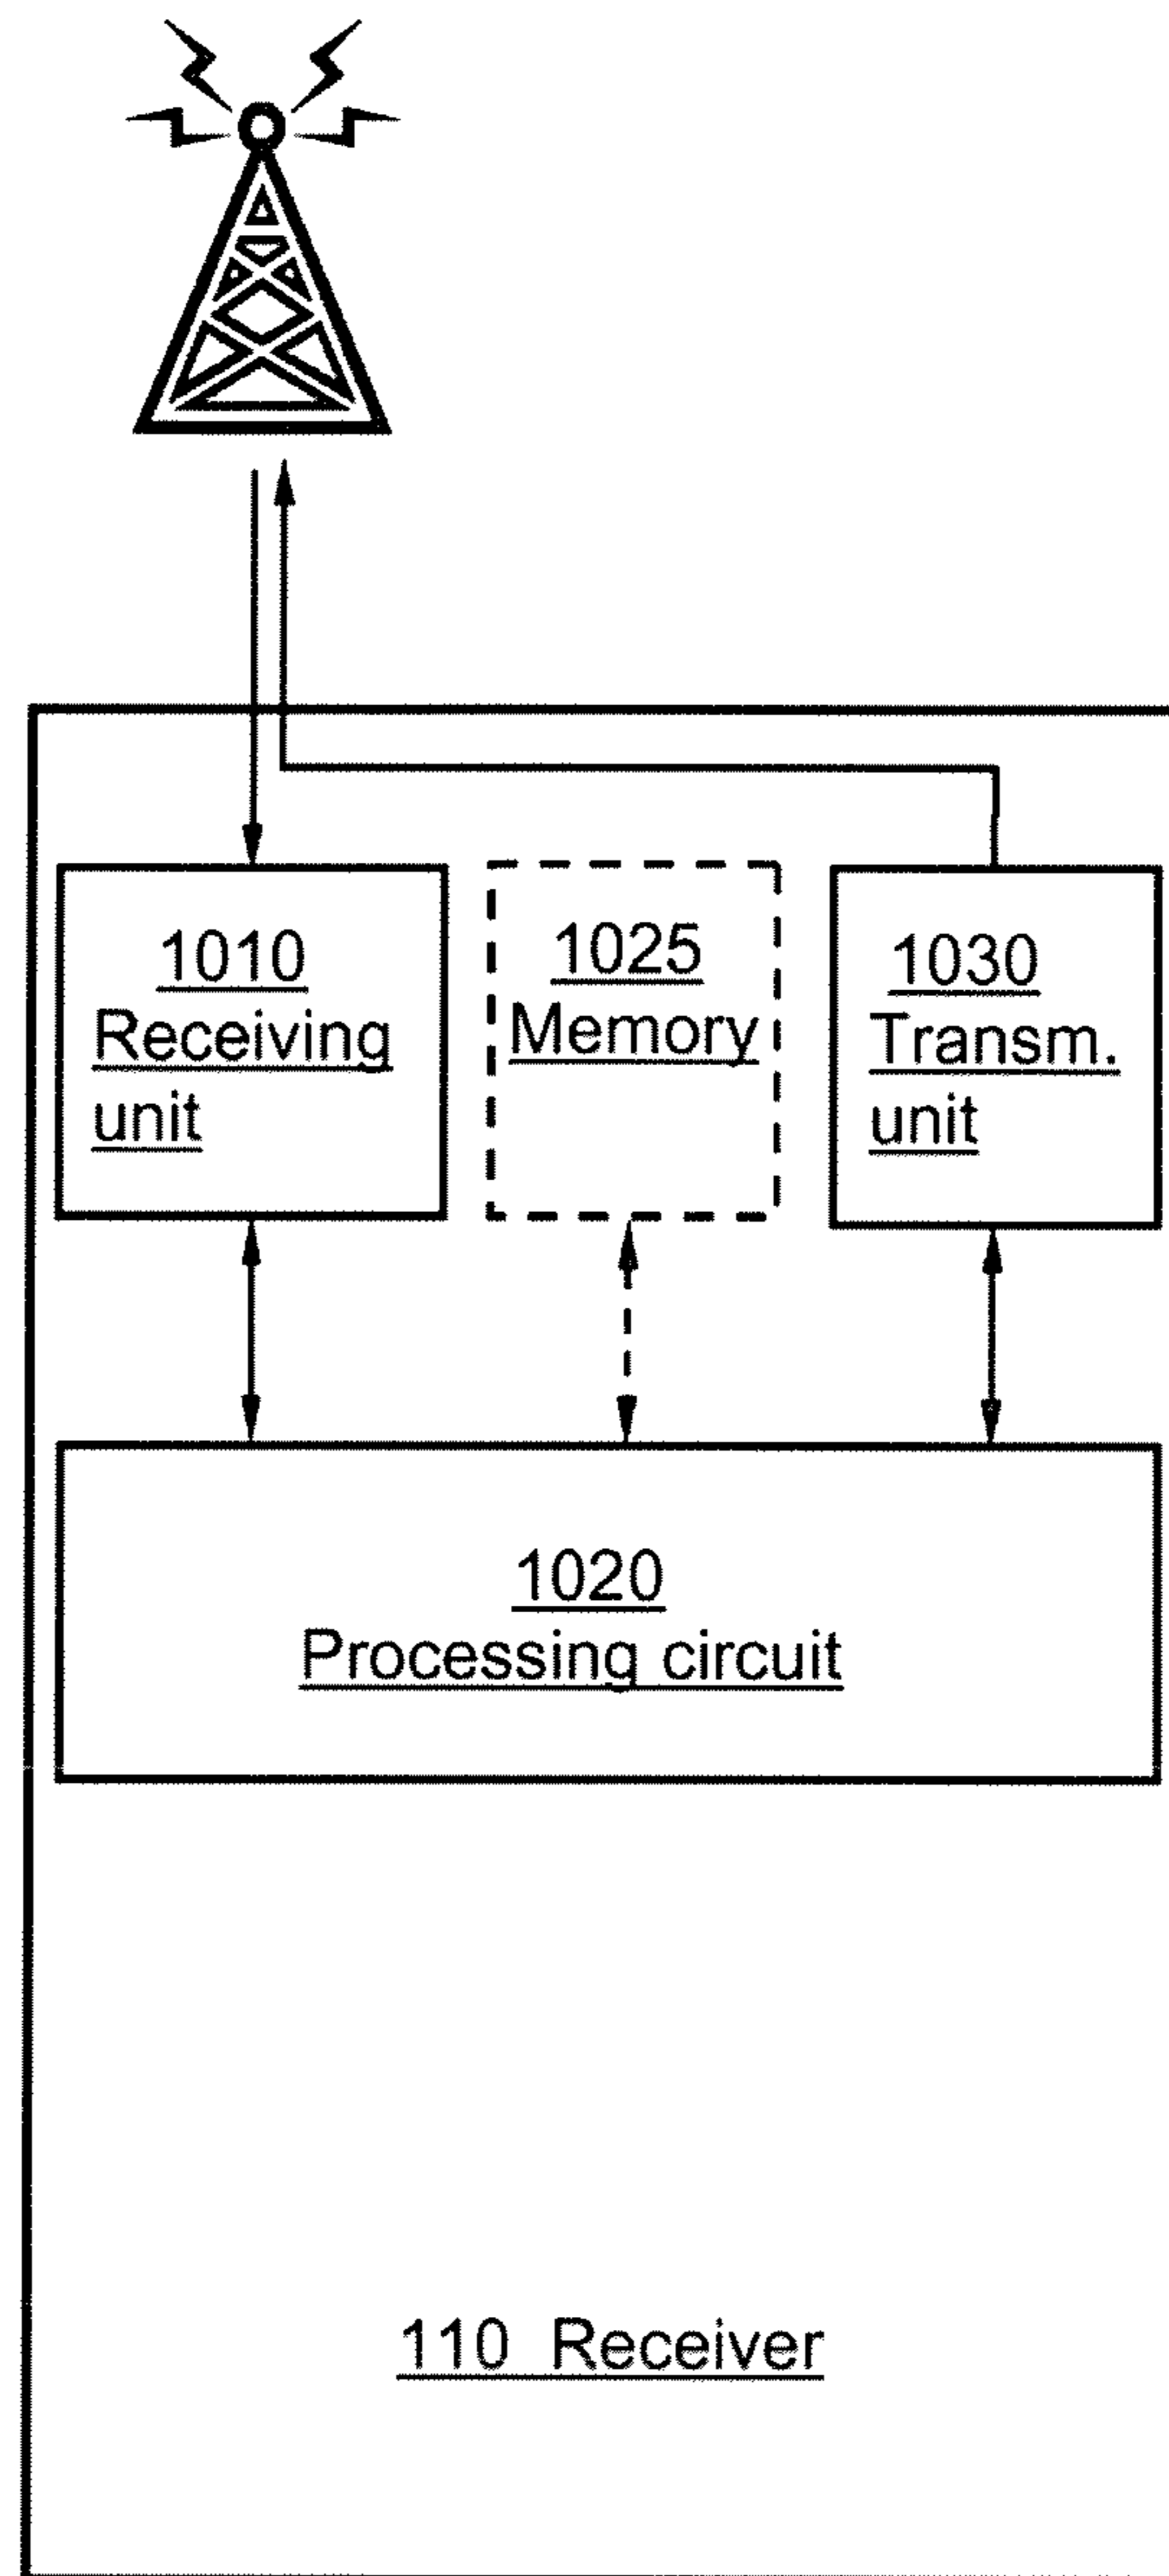 1010
Receiving
unit
1025
Memory
1030
Transm.
unit
1020
Processing circuit
110 Receiver